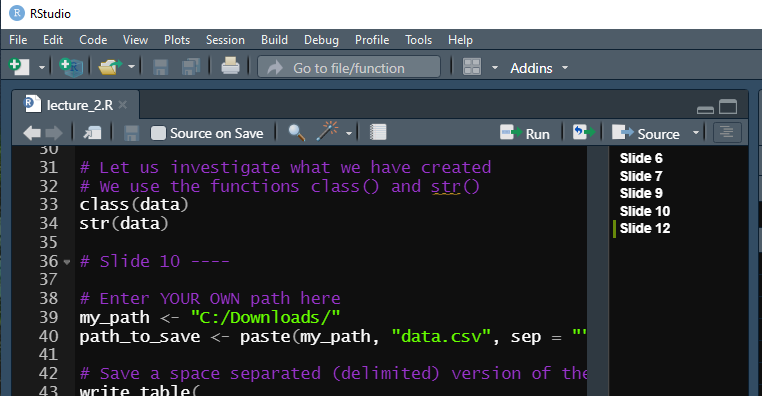 RStudio
File Edit Code View Plots Session Build Debug Profile Tools Help
Go to file/function Addins
lecture_2.R
Source on Save Run Source
30
31 # Let us investigate what we have created
32 # We use the functions class() and str()
33 class(data)
34 str(data)
35
36 # Slide 10 ----
37
38 # Enter YOUR OWN path here
39 my_path <- "C:/Downloads/"
40 path_to_save <- paste(my_path, "data.csv", sep = "'
41
42 # Save a space separated (delimited) version of the
43 write.table(
Slide 6
Slide 7
Slide 9
Slide 10
Slide 12